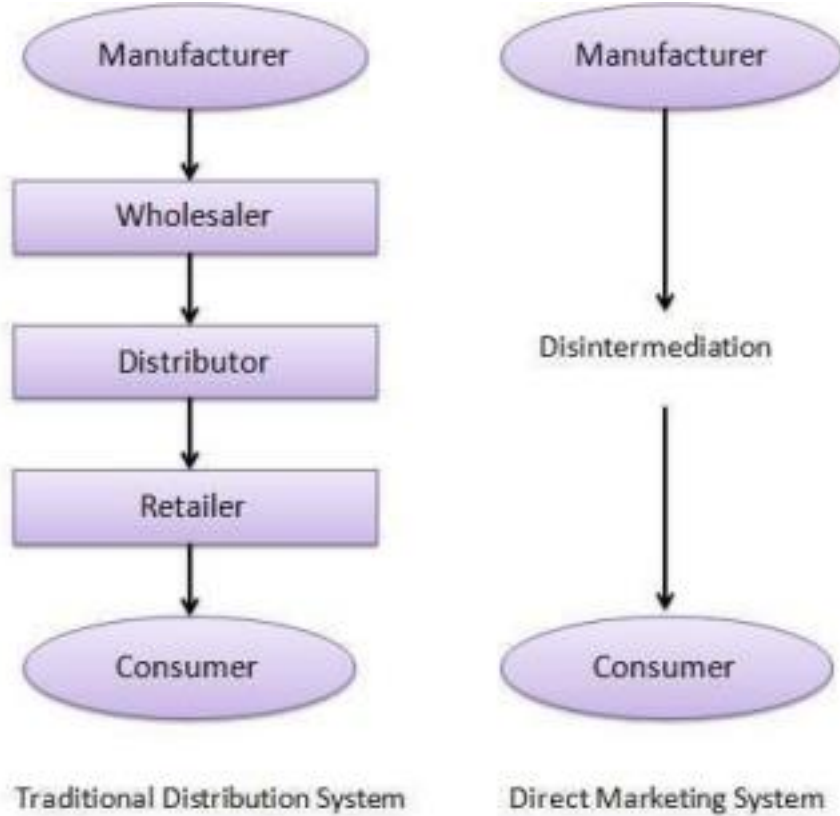 Manufacturer
Wholesaler
Distributor
Retailer
Consumer
Traditional Distribution System
Manufacturer
Disintermediation
Consumer
Direct Marketing System